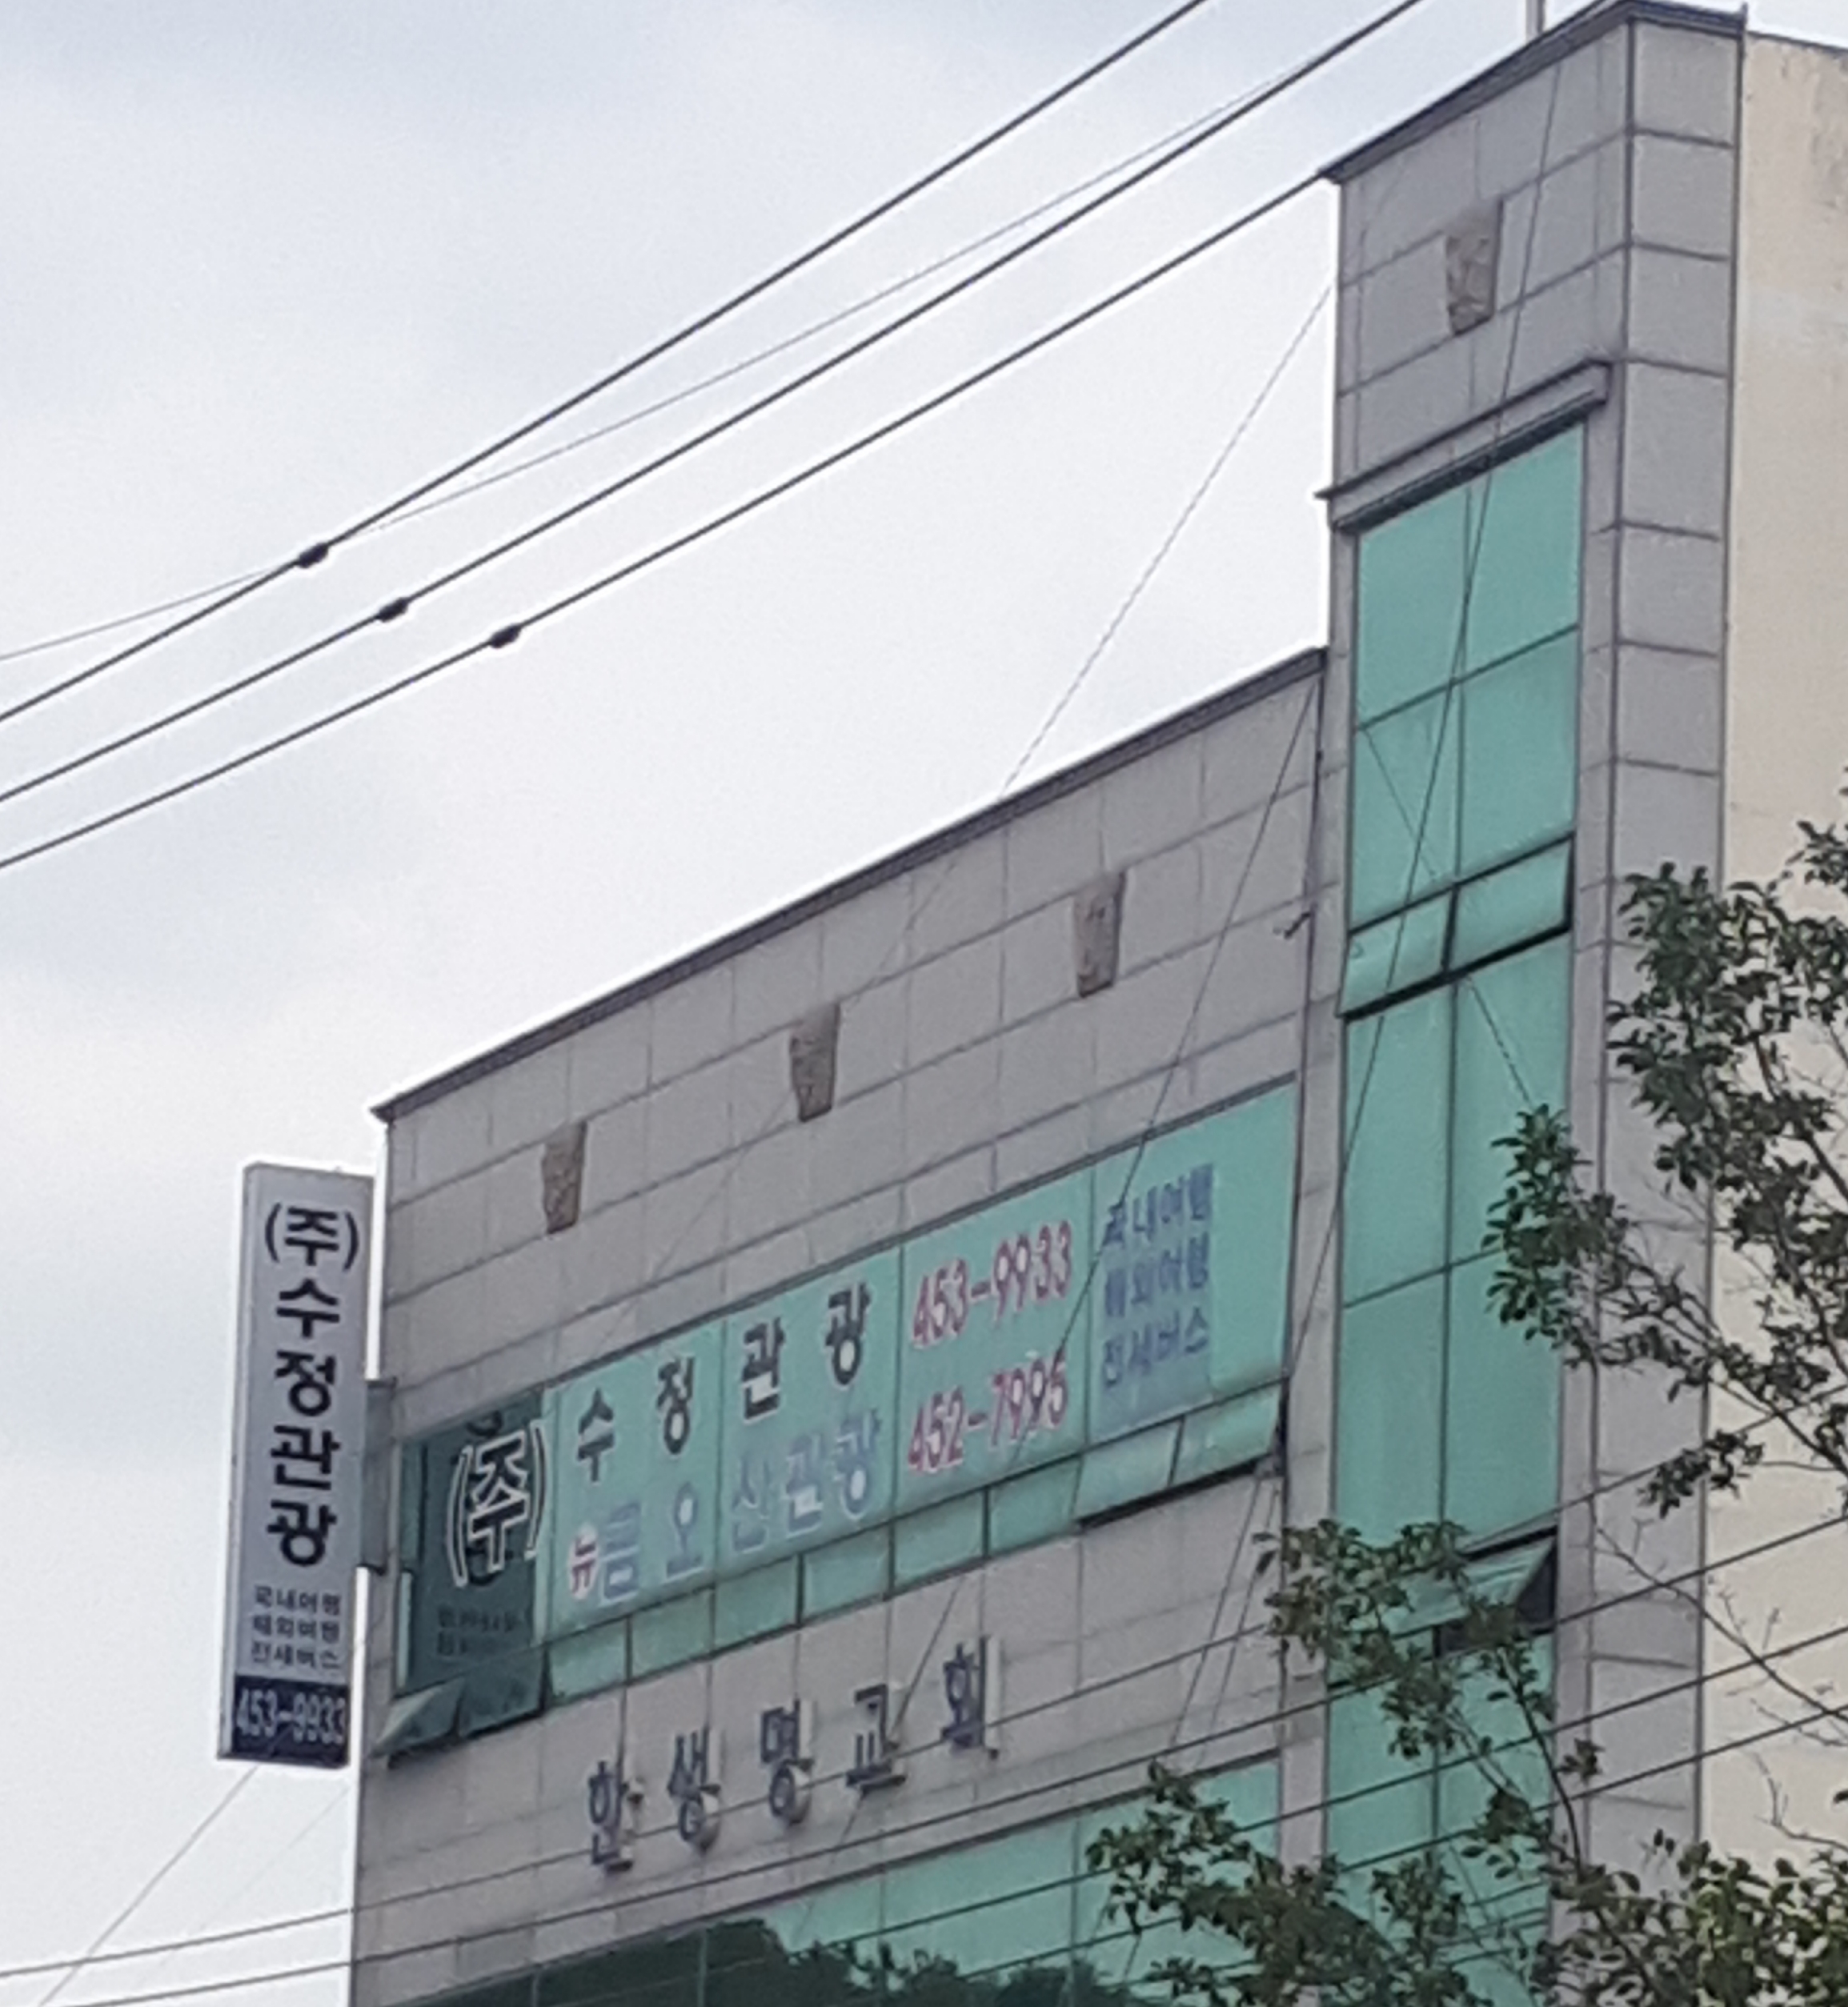 (주)
수
정
관
광
국내여행
해외여행
전세버스
453-9933
(주) 수정관광
뉴금오산관광
453-9933
452-7995
국내여행
해외여행
전세버스
한생명교회